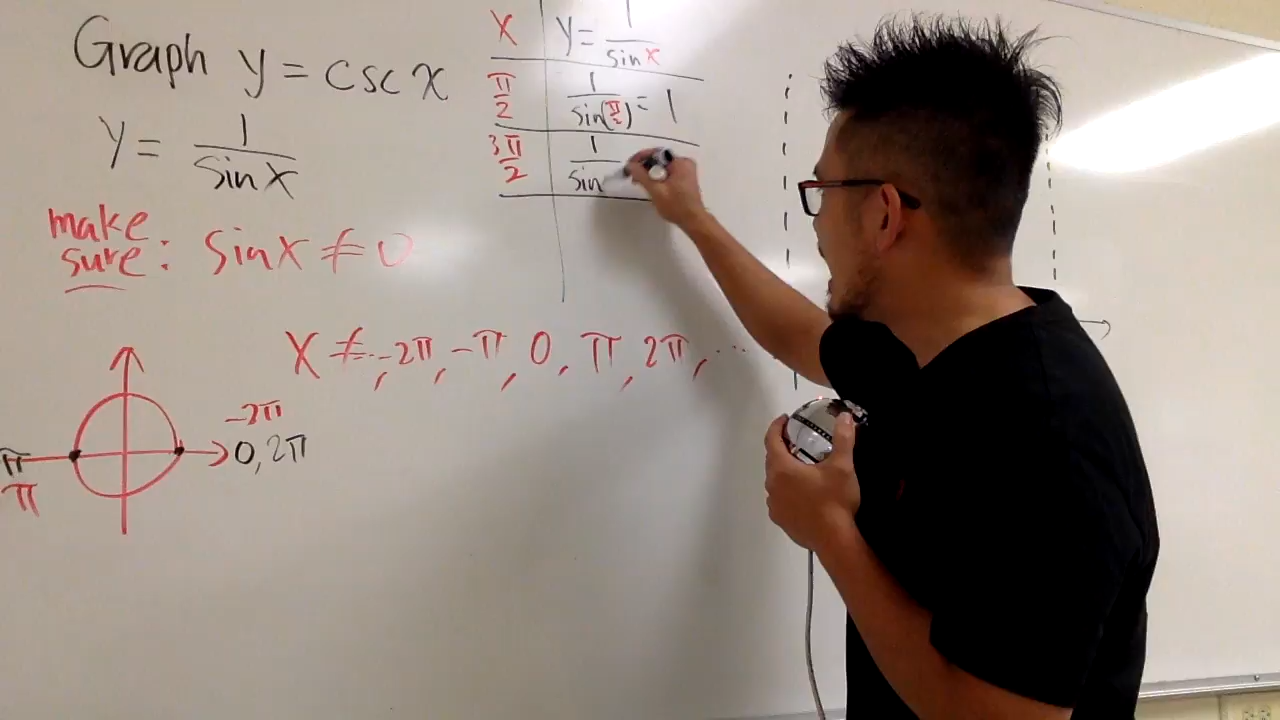 Graph y = csc x
y = 1/sin x
make sure: sin x ≠ 0
x ≠ ..., -2π, -π, 0, π, 2π, ...
-2π
0, 2π
π
π
x | y = 1/sin x
π/2 | 1/sin(π/2) = 1
3π/2 | 1/sin